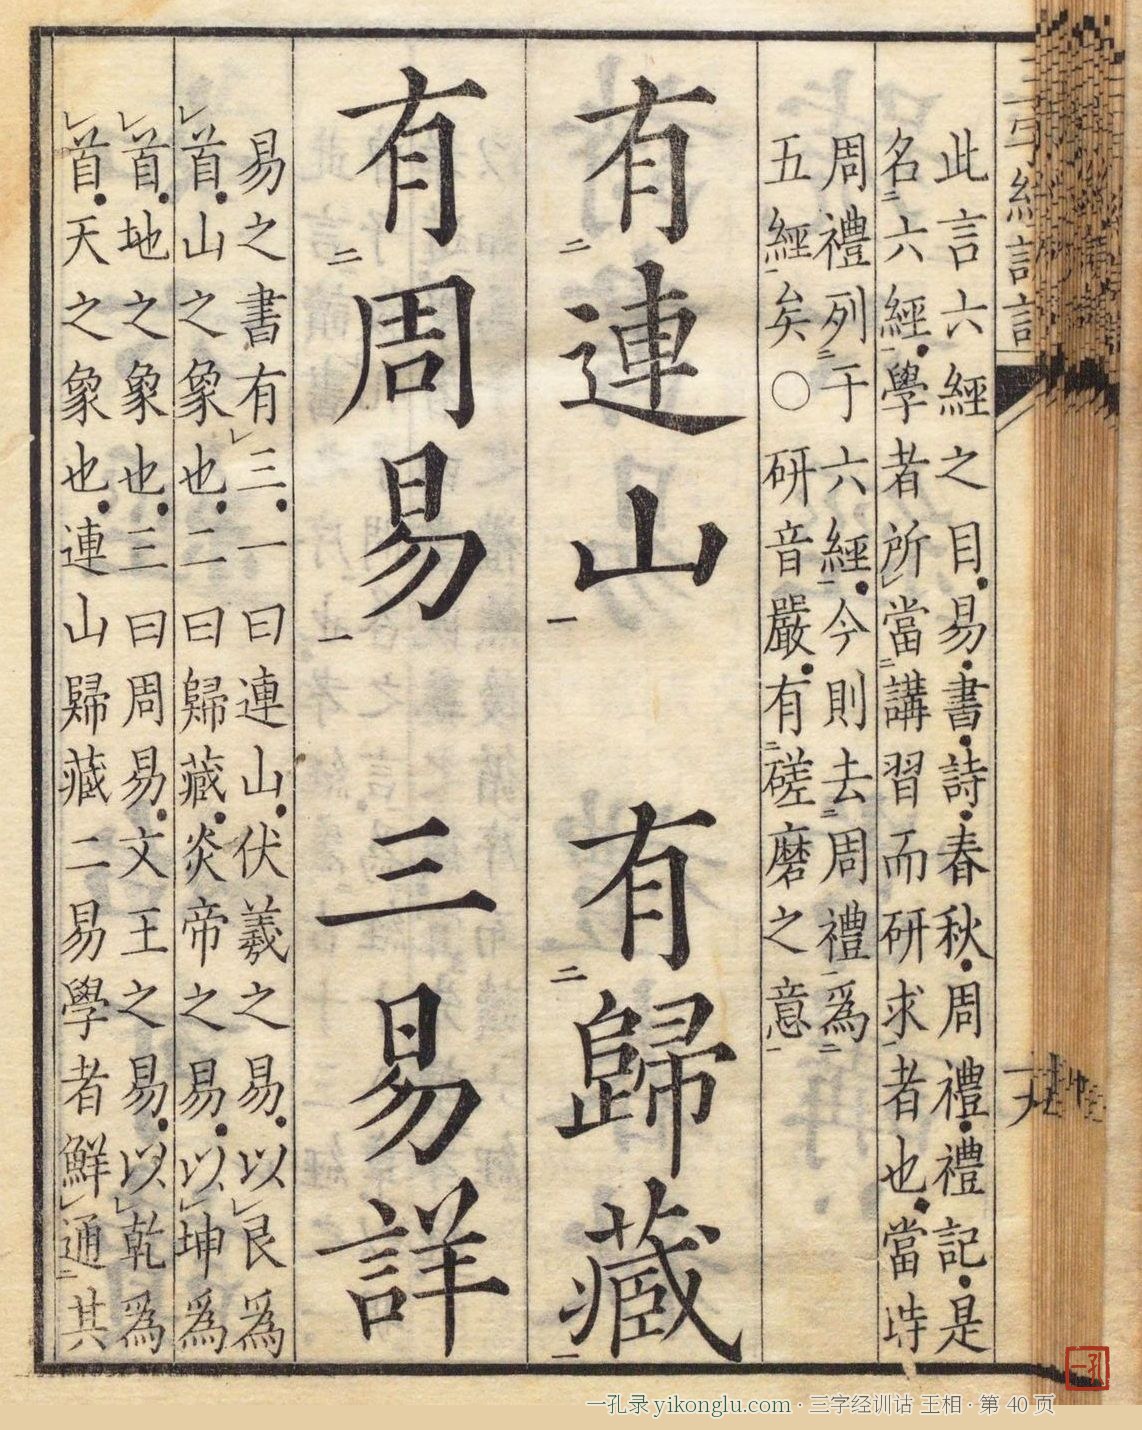 此言六經之目易書詩春秋周禮禮記是
名六經學者所當講習而研求者也當時
周禮列于六經今則去周禮爲
五經矣○研音嚴有磋磨之意
有連山 有歸藏
有周易 三易詳
易之書有三一曰連山伏羲之易以艮爲
首山之象也二曰歸藏炎帝之易以坤爲
首地之象也三曰周易文王之易以乾爲
首天之象也連山歸藏二易學者鮮通其
一孔
一孔录 yikonglu.com · 三字经训诂 王相 · 第 40 页